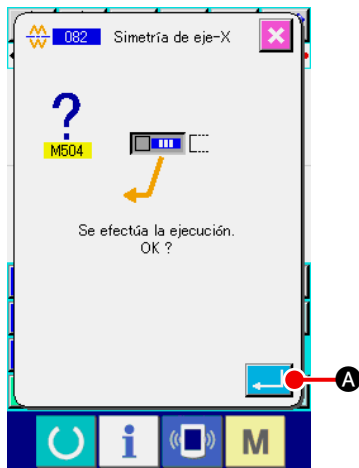 082 Simetría de eje-X
?
M504
Se efectúa la ejecución.
OK ?
A
i
M